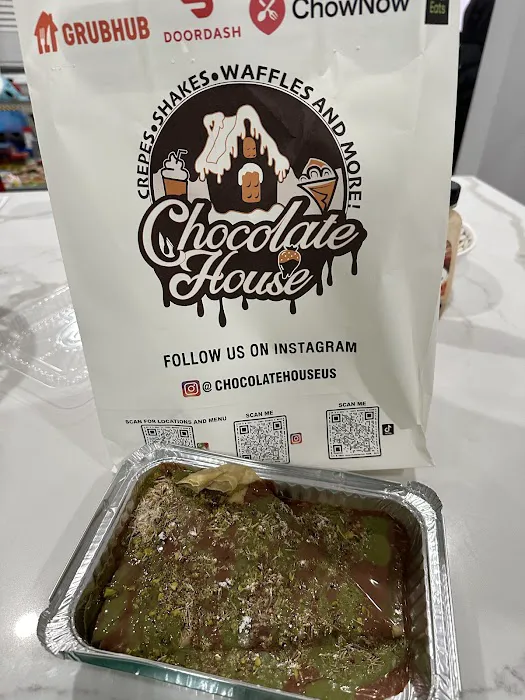 GRUBHUB
DOORDASH
ChowNow
Eats
CREPES•SHAKES•WAFFLES AND MORE!
Chocolate
House
FOLLOW US ON INSTAGRAM
@ CHOCOLATEHOUSEUS
SCAN FOR LOCATIONS AND MENU
SCAN ME
SCAN ME